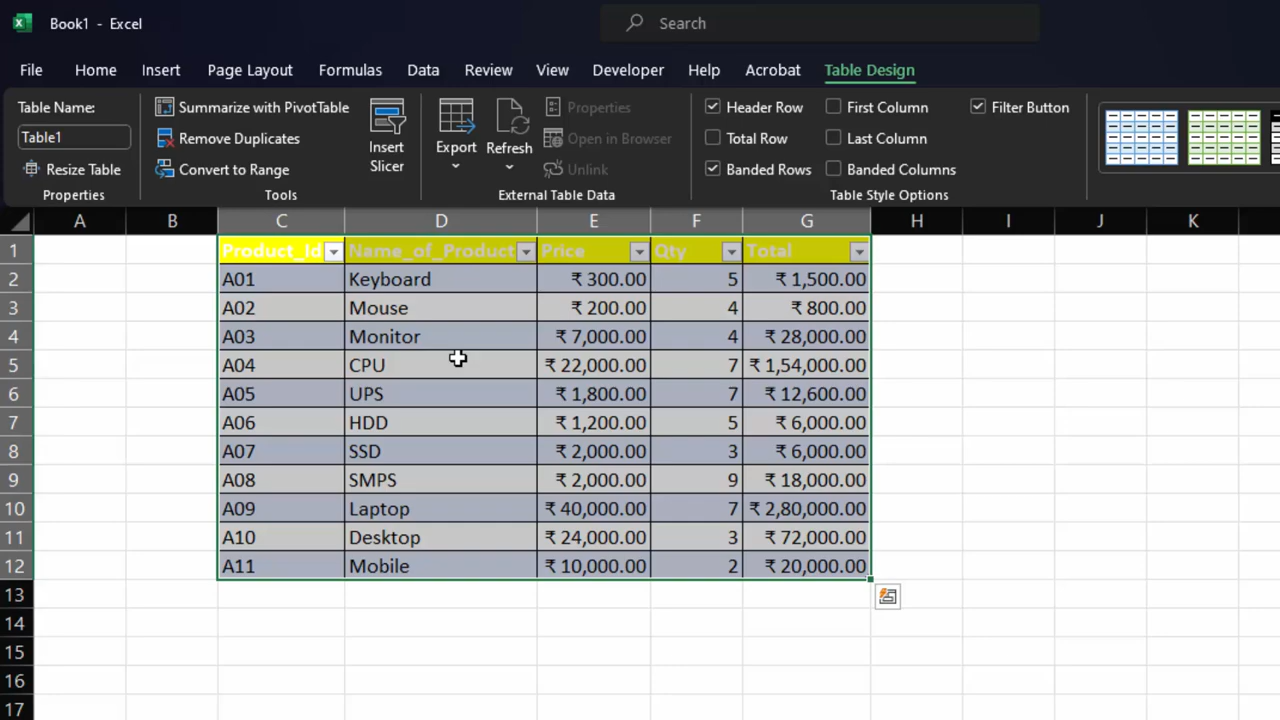 Book1 - Excel
Search
File Home Insert Page Layout Formulas Data Review View Developer Help Acrobat Table Design
Table Name:
Table1
Resize Table
Properties
Summarize with PivotTable
Remove Duplicates
Convert to Range
Tools
Insert
Slicer
Export
Refresh
Properties
Open in Browser
Unlink
External Table Data
Header Row
Total Row
Banded Rows
First Column
Last Column
Banded Columns
Filter Button
Table Style Options
A B C D E F G H I J K
1 Product_Id Name_of_Product Price Qty Total
2 A01 Keyboard ₹ 300.00 5 ₹ 1,500.00
3 A02 Mouse ₹ 200.00 4 ₹ 800.00
4 A03 Monitor ₹ 7,000.00 4 ₹ 28,000.00
5 A04 CPU ₹ 22,000.00 7 ₹ 1,54,000.00
6 A05 UPS ₹ 1,800.00 7 ₹ 12,600.00
7 A06 HDD ₹ 1,200.00 5 ₹ 6,000.00
8 A07 SSD ₹ 2,000.00 3 ₹ 6,000.00
9 A08 SMPS ₹ 2,000.00 9 ₹ 18,000.00
10 A09 Laptop ₹ 40,000.00 7 ₹ 2,80,000.00
11 A10 Desktop ₹ 24,000.00 3 ₹ 72,000.00
12 A11 Mobile ₹ 10,000.00 2 ₹ 20,000.00
13
14
15
16
17